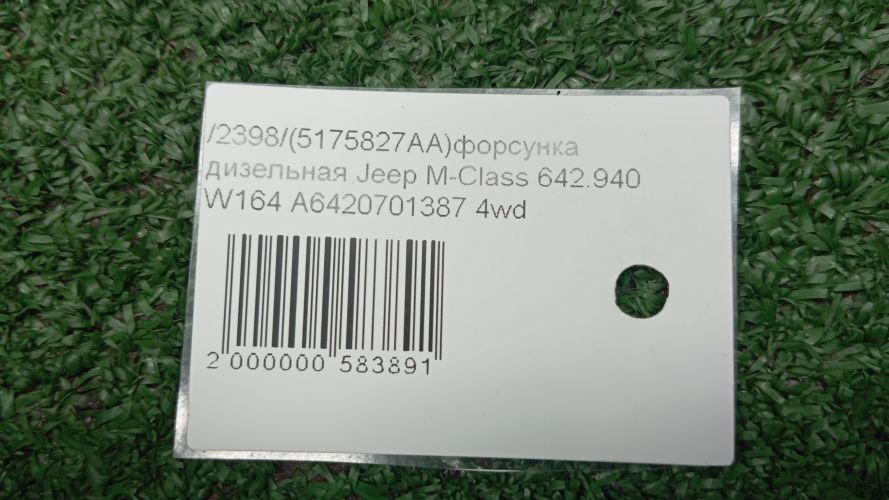 /2398/(5175827AA)форсунка
дизельная Jeep M-Class 642.940
W164 A6420701387 4wd
2 000000 583891